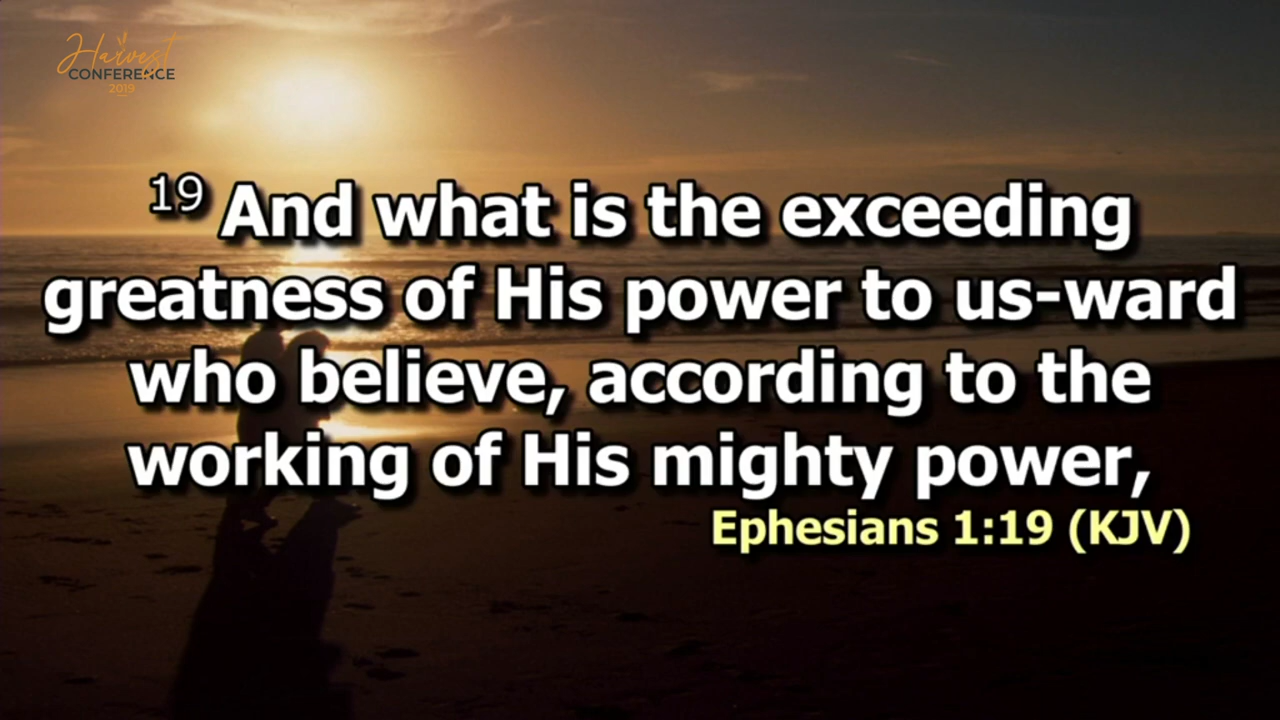 Harvest
CONFERENCE
2019
19 And what is the exceeding
greatness of His power to us-ward
who believe, according to the
working of His mighty power,
Ephesians 1:19 (KJV)